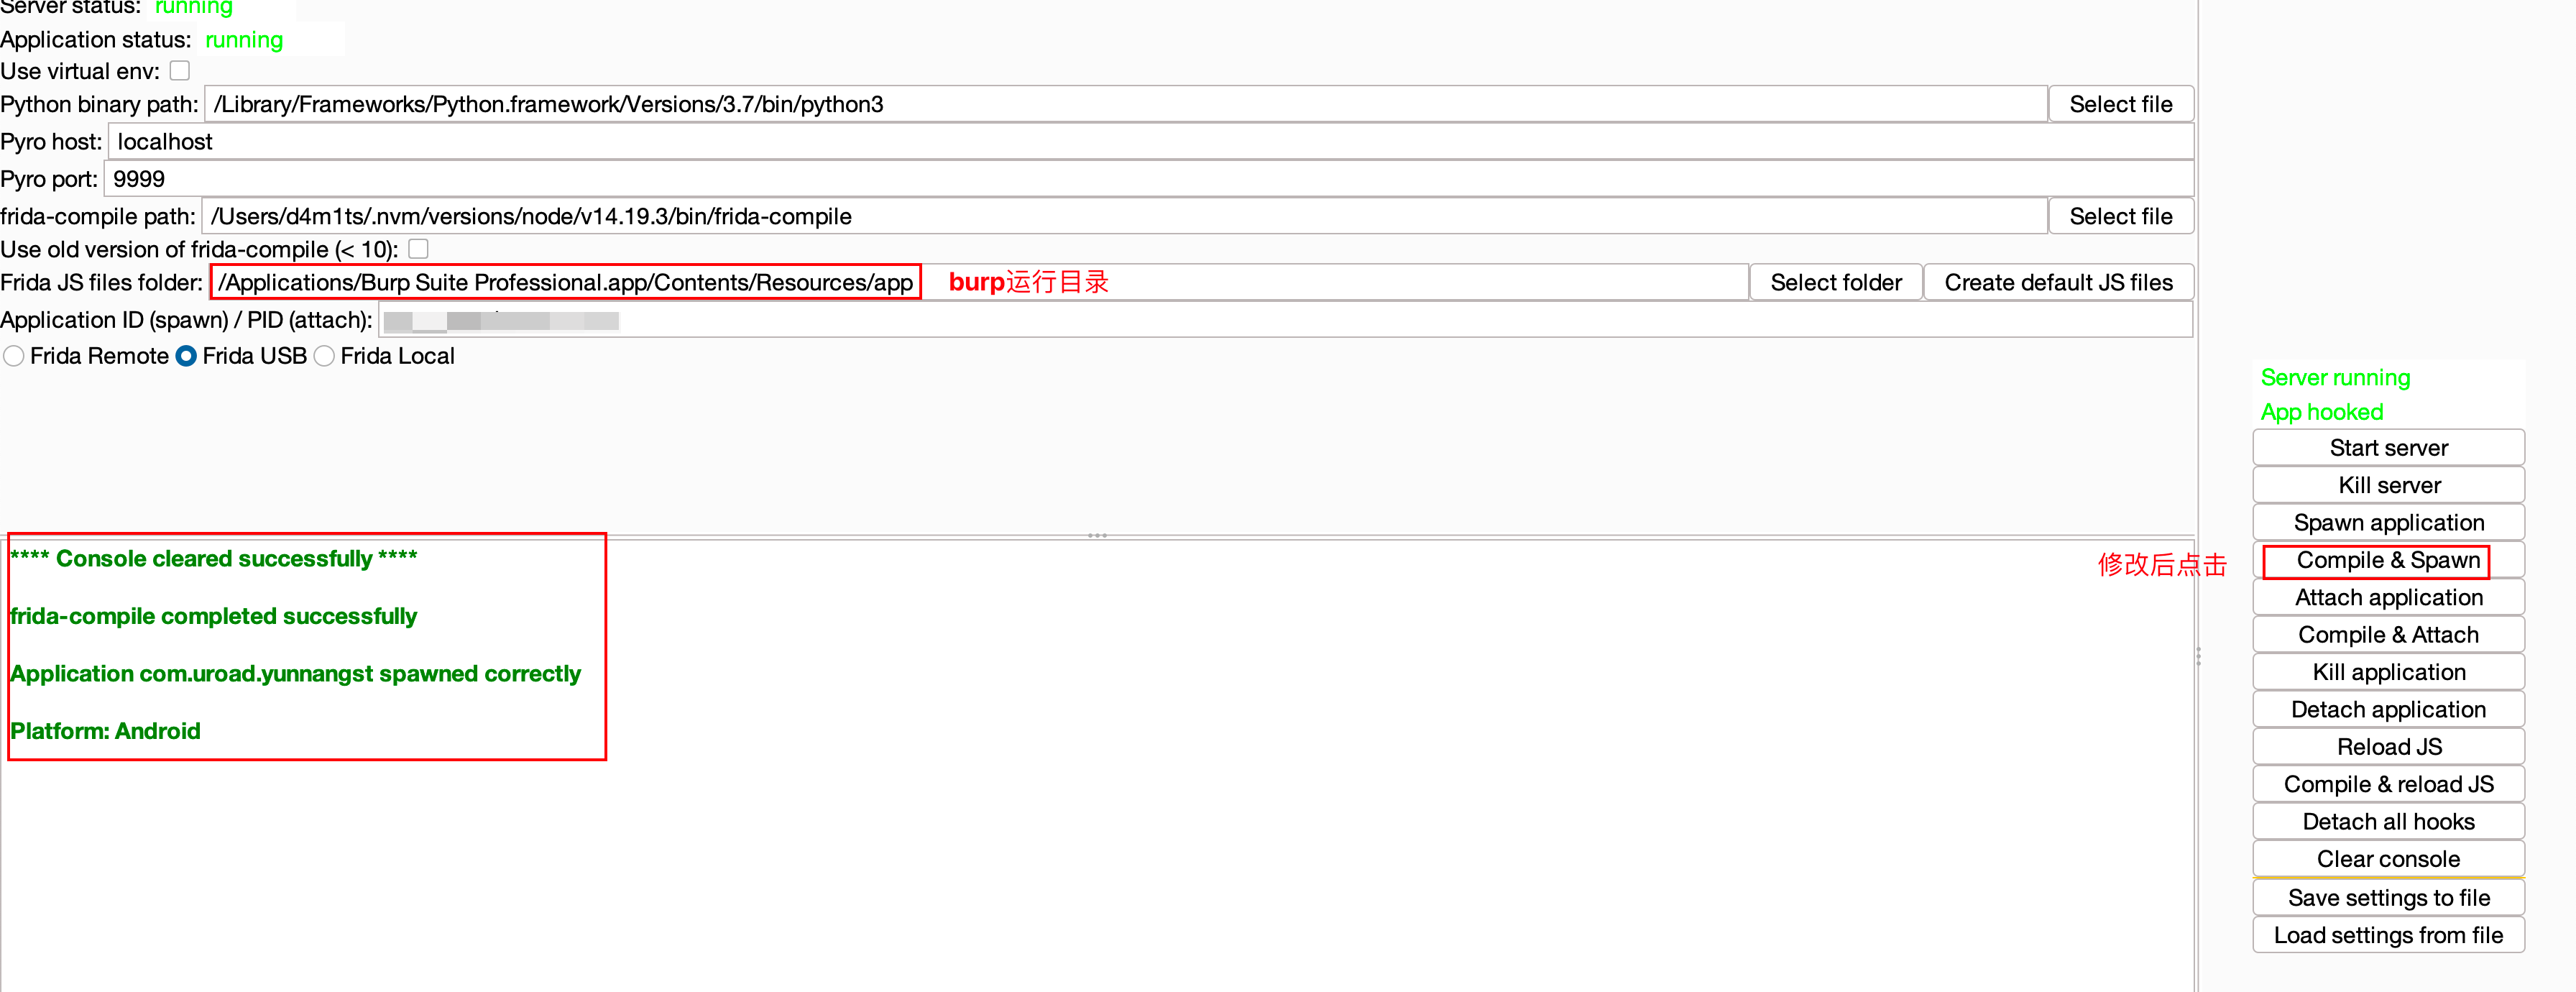 Server status: running
Application status: running
Use virtual env:
Python binary path: /Library/Frameworks/Python.framework/Versions/3.7/bin/python3 Select file
Pyro host: localhost
Pyro port: 9999
frida-compile path: /Users/d4m1ts/.nvm/versions/node/v14.19.3/bin/frida-compile Select file
Use old version of frida-compile (< 10):
Frida JS files folder: /Applications/Burp Suite Professional.app/Contents/Resources/app burp运行目录 Select folder Create default JS files
Application ID (spawn) / PID (attach):
Frida Remote Frida USB Frida Local
**** Console cleared successfully ****
frida-compile completed successfully
Application com.uroad.yunnangst spawned correctly
Platform: Android
Server running
App hooked
Start server
Kill server
Spawn application
修改后点击 Compile & Spawn
Attach application
Compile & Attach
Kill application
Detach application
Reload JS
Compile & reload JS
Detach all hooks
Clear console
Save settings to file
Load settings from file